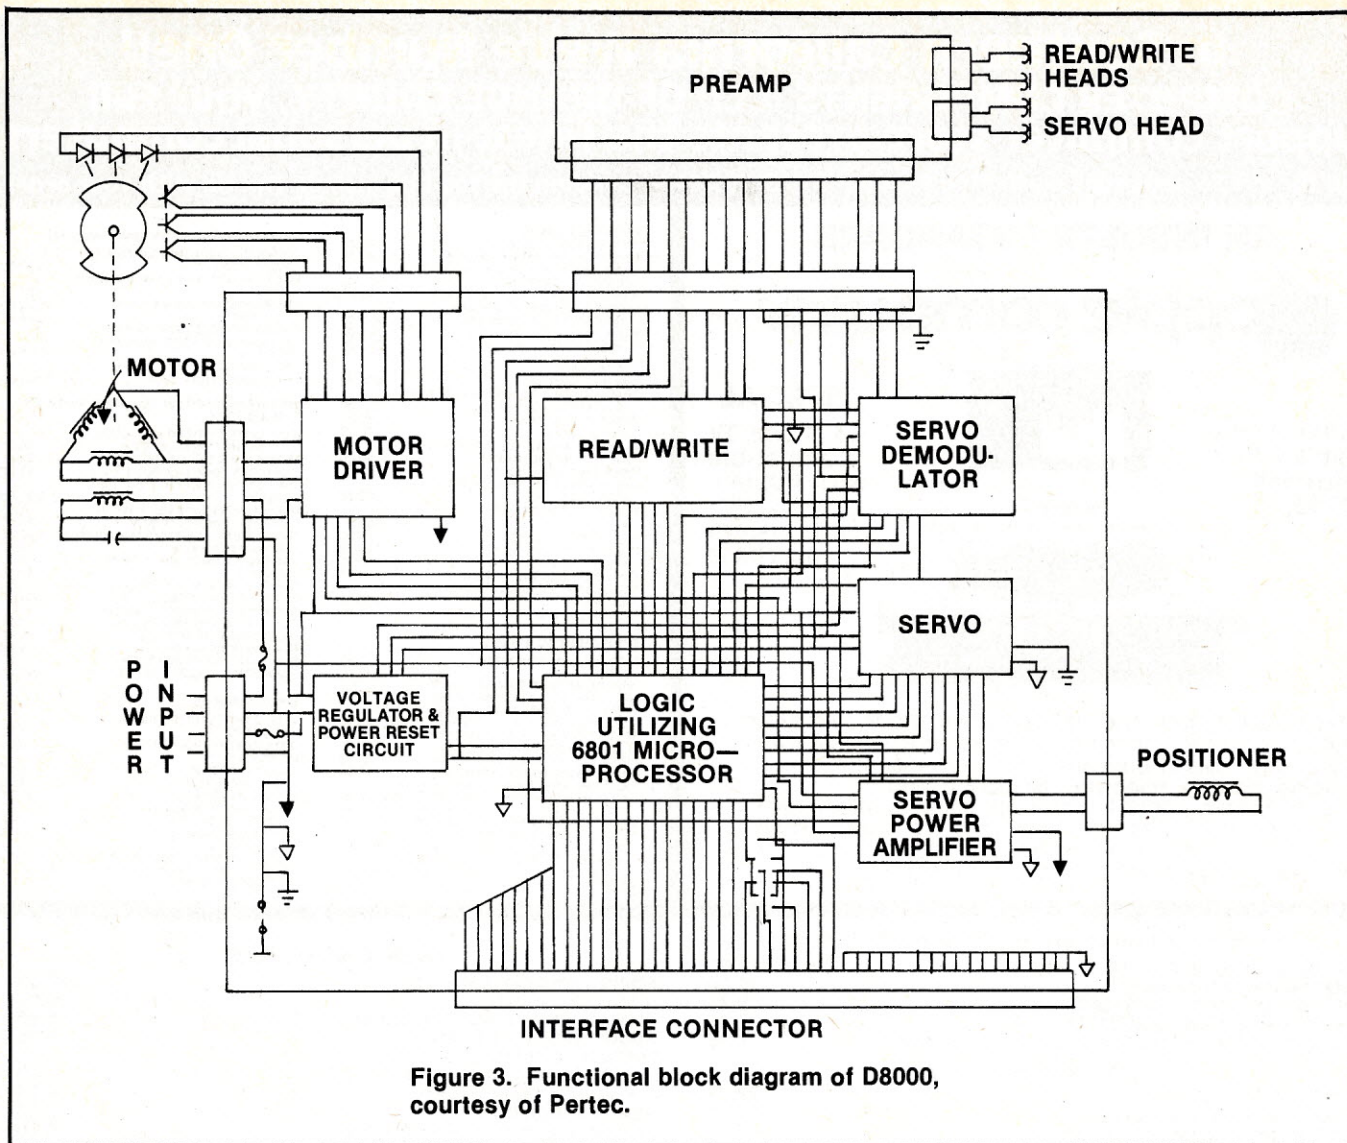 PREAMP
READ/WRITE
HEADS
SERVO HEAD
MOTOR
MOTOR
DRIVER
READ/WRITE
SERVO
DEMODU-
LATOR
SERVO
POWER
INPUT
VOLTAGE
REGULATOR &
POWER RESET
CIRCUIT
LOGIC
UTILIZING
6801 MICRO—
PROCESSOR
POSITIONER
SERVO
POWER
AMPLIFIER
INTERFACE CONNECTOR
Figure 3. Functional block diagram of D8000,
courtesy of Pertec.